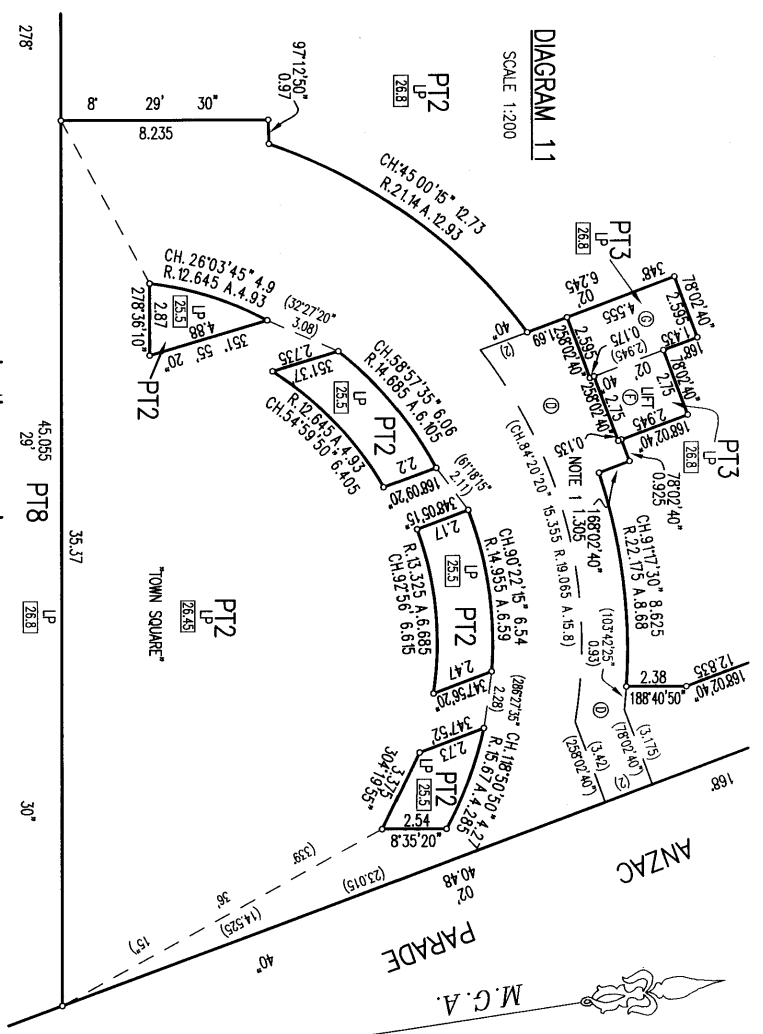 DIAGRAM 11
SCALE 1:200
PT2
LP
26.8
97°12'50"
0.97
8° 29' 30"
8.235
278°
CH.45°00'15" 12.73
R.21.14 A.12.93
PT3
LP
26.8
348°
02'
40"
6.245
4.555
G
0.175
(2.945)
78°02'40"
2.595
1.435
168°
02'
40"
78°02'40"
2.75
F
LIFT
2.945
168°02'40"
PT3
LP
26.8
2.595
258°02'40"
2.75
258°02'40"
1.69
(2)
D
0.135
78°02'40"
0.925
NOTE 1
1.305
168°02'40"
(CH.84°20'20" 15.355 R.19.065 A.15.8)
CH.91°17'30" 8.625
R.22.175 A.8.68
(103°42'25"
0.93)
2.38
188°40'50"
12.835
168°02'40"
D
(3.175)
(78°02'40")
(2)
(3.42)
(258°02'40")
CH. 26°03'45" 4.9
R.12.645 A.4.93
LP
25.5
2.87
278°36'10"
4.88
351° 55' 20"
PT2
(32°27'20"
3.08)
CH.58°57'35" 6.06
R.14.685 A.6.105
LP
25.5
2.735
351°37'
R.12.645 A.4.93
CH.54°59'50" 6.405
2.2
168°09'20"
(61°18'15"
2.11)
348°05'15"
2.17
CH.90°22'15" 6.54
R.14.955 A.6.59
LP
25.5
PT2
R.13.325 A.6.685
CH.92°56' 6.615
2.47
347°56'20"
(286°27'35"
2.28)
347°52'
2.73
CH.118°50'50" 4.27
R.15.67 A.4.285
PT2
LP
25.5
3.375
304°19'55"
2.54
8°35'20"
168°
02'
40"
40.48
(23.015)
(14.525)
(339°
36'
15")
ANZAC
PARADE
M.G.A.
PT2
LP
26.45
"TOWN SQUARE"
35.37
45.055
29'
30"
PT8
LP
26.8